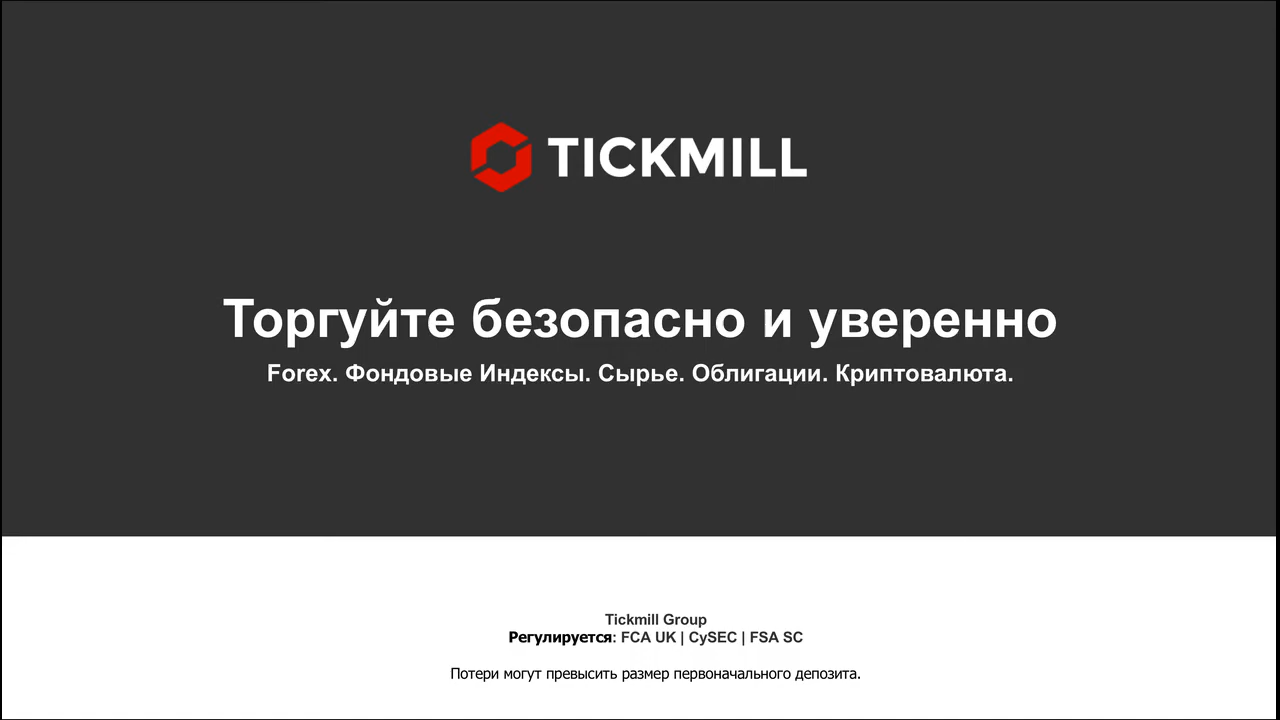 TICKMILL
Торгуйте безопасно и уверенно
Forex. Фондовые Индексы. Сырье. Облигации. Криптовалюта.
Tickmill Group
Регулируется: FCA UK | CySEC | FSA SC
Потери могут превысить размер первоначального депозита.